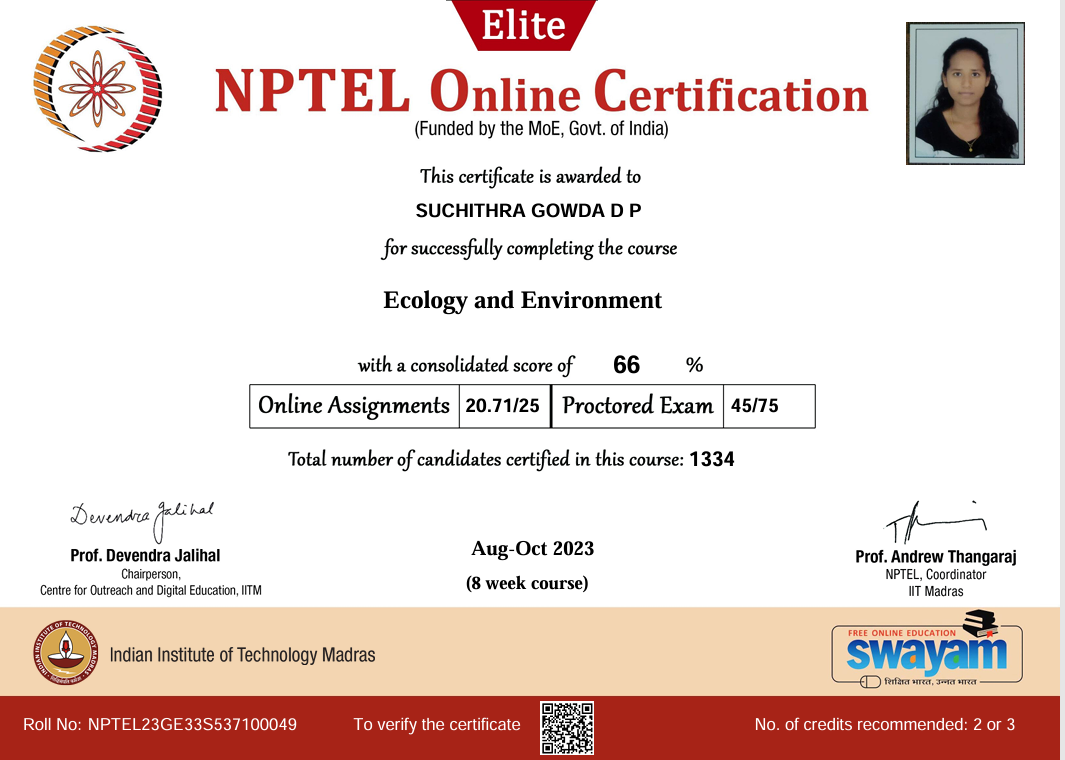 Elite
NPTEL Online Certification
(Funded by the MoE, Govt. of India)
This certificate is awarded to
SUCHITHRA GOWDA D P
for successfully completing the course
Ecology and Environment
with a consolidated score of 66 %
Online Assignments 20.71/25 Proctored Exam 45/75
Total number of candidates certified in this course: 1334
Devendra Jalihal
Prof. Devendra Jalihal
Chairperson,
Centre for Outreach and Digital Education, IITM
Aug-Oct 2023
(8 week course)
Prof. Andrew Thangaraj
NPTEL, Coordinator
IIT Madras
INDIAN INSTITUTE OF TECHNOLOGY MADRAS
Indian Institute of Technology Madras
FREE ONLINE EDUCATION
swayam
शिक्षित भारत, उन्नत भारत
Roll No: NPTEL23GE33S537100049
To verify the certificate
No. of credits recommended: 2 or 3